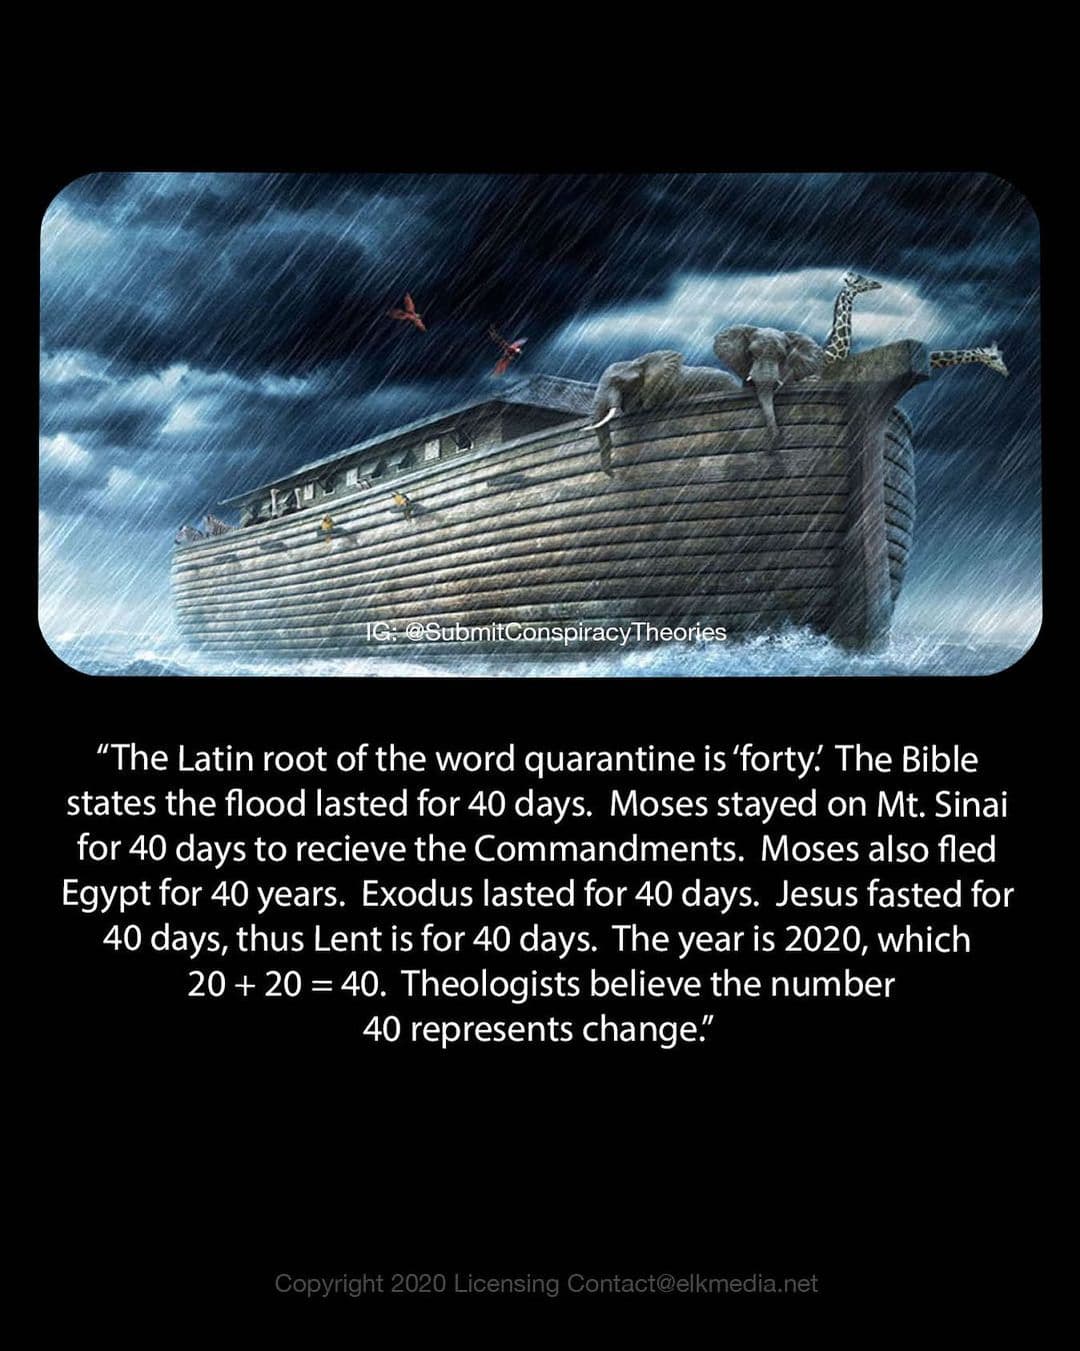 IG: @SubmitConspiracyTheories
“The Latin root of the word quarantine is ‘forty.’ The Bible
states the flood lasted for 40 days. Moses stayed on Mt. Sinai
for 40 days to recieve the Commandments. Moses also fled
Egypt for 40 years. Exodus lasted for 40 days. Jesus fasted for
40 days, thus Lent is for 40 days. The year is 2020, which
20 + 20 = 40. Theologists believe the number
40 represents change.”
Copyright 2020 Licensing Contact@elkmedia.net